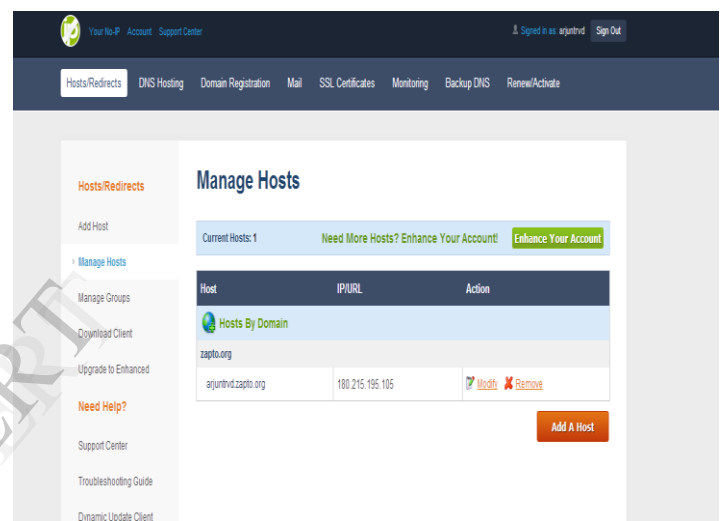 Your No-IP Account Support Center
Signed in as: arjuntrvd Sign Out
Hosts/Redirects DNS Hosting Domain Registration Mail SSL Certificates Monitoring Backup DNS Renew/Activate
Hosts/Redirects
Add Host
Manage Hosts
Manage Groups
Download Client
Upgrade to Enhanced
Need Help?
Support Center
Troubleshooting Guide
Dynamic Update Client
Manage Hosts
Current Hosts: 1 Need More Hosts? Enhance Your Account! Enhance Your Account
Host IP/URL Action
Hosts By Domain
zapto.org
arjuntrvd.zapto.org 180.215.195.105 Modify Remove
Add A Host